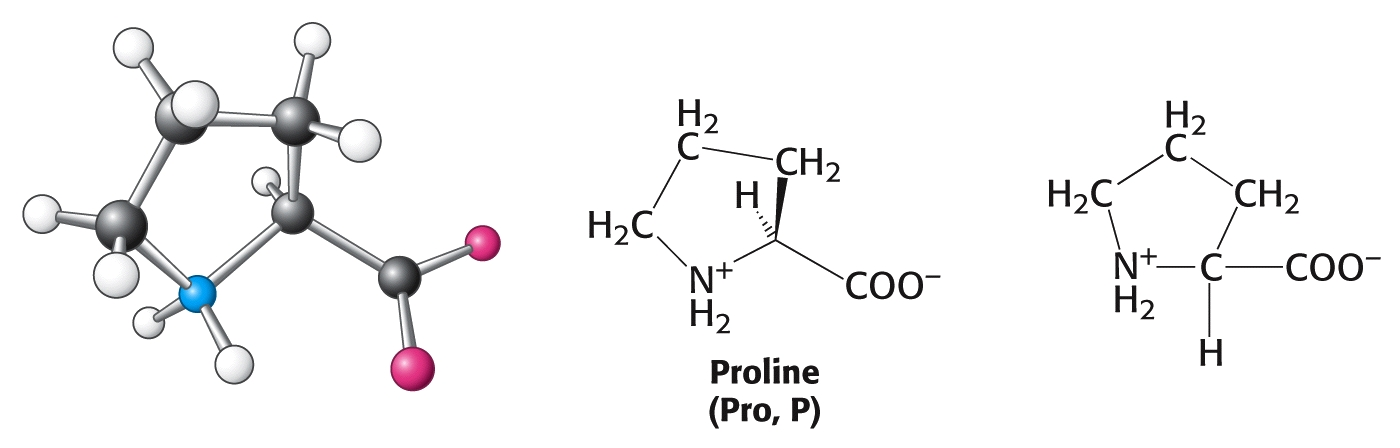 H₂
C
CH₂
H
H₂C
N⁺
H₂
COO⁻
Proline
(Pro, P)
H₂
C
H₂C
CH₂
N⁺ C COO⁻
H₂
H